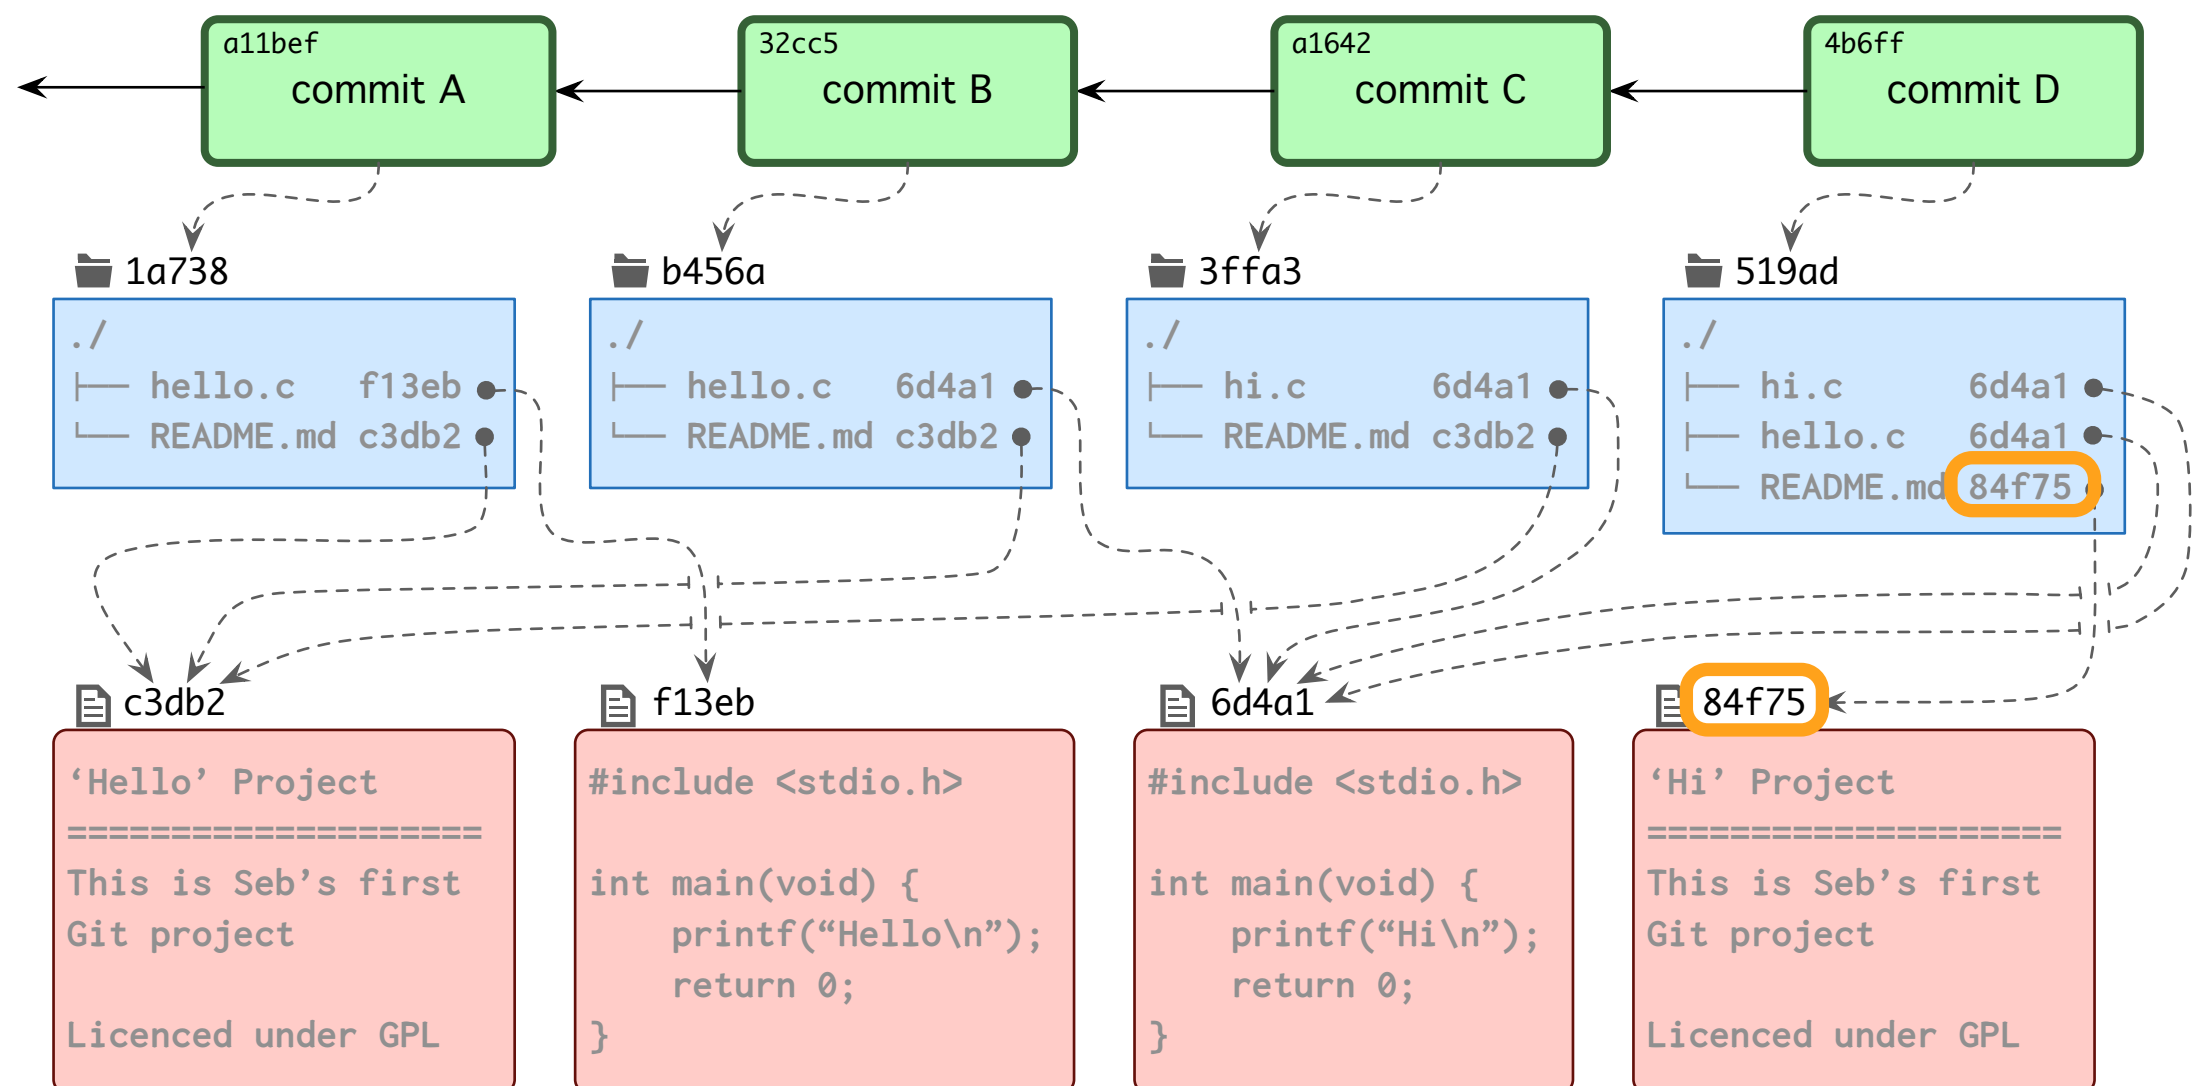 a11bef
commit A
32cc5
commit B
a1642
commit C
4b6ff
commit D
1a738
./
├── hello.c f13eb
└── README.md c3db2
b456a
./
├── hello.c 6d4a1
└── README.md c3db2
3ffa3
./
├── hi.c 6d4a1
└── README.md c3db2
519ad
./
├── hi.c 6d4a1
├── hello.c 6d4a1
└── README.md 84f75
c3db2
‘Hello’ Project
====================
This is Seb’s first
Git project
Licenced under GPL
f13eb
#include <stdio.h>
int main(void) {
    printf(“Hello\n”);
    return 0;
}
6d4a1
#include <stdio.h>
int main(void) {
    printf(“Hi\n”);
    return 0;
}
84f75
‘Hi’ Project
====================
This is Seb’s first
Git project
Licenced under GPL